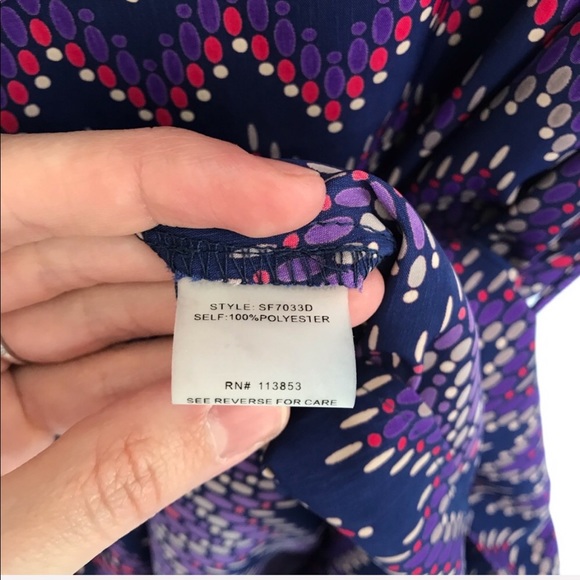 STYLE: SF7033D
SELF:100%POLYESTER
RN# 113853
SEE REVERSE FOR CARE